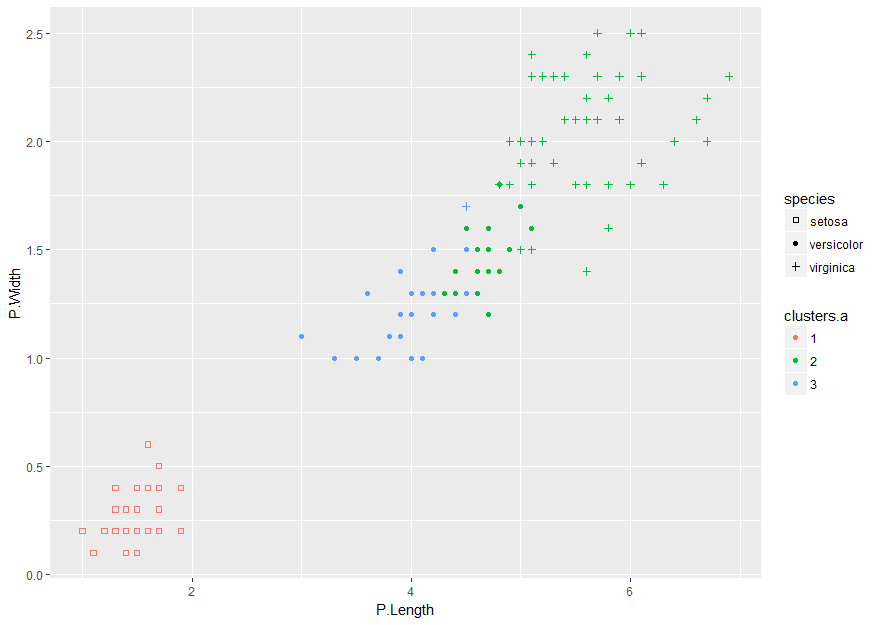 2.5
2.0
1.5
1.0
0.5
0.0
P.Width
2
4
6
P.Length
species
setosa
versicolor
virginica
clusters.a
1
2
3